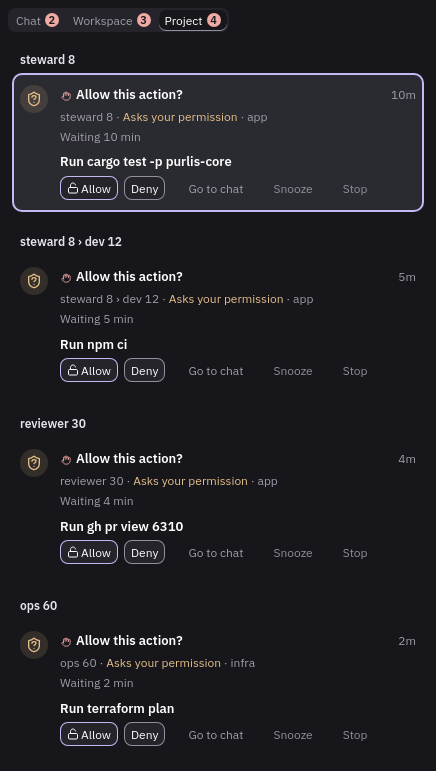 Chat 2 Workspace 3 Project 4
steward 8
Allow this action? 10m
steward 8 · Asks your permission · app
Waiting 10 min
Run cargo test -p purlis-core
Allow Deny Go to chat Snooze Stop
steward 8 › dev 12
Allow this action? 5m
steward 8 › dev 12 · Asks your permission · app
Waiting 5 min
Run npm ci
Allow Deny Go to chat Snooze Stop
reviewer 30
Allow this action? 4m
reviewer 30 · Asks your permission · app
Waiting 4 min
Run gh pr view 6310
Allow Deny Go to chat Snooze Stop
ops 60
Allow this action? 2m
ops 60 · Asks your permission · infra
Waiting 2 min
Run terraform plan
Allow Deny Go to chat Snooze Stop